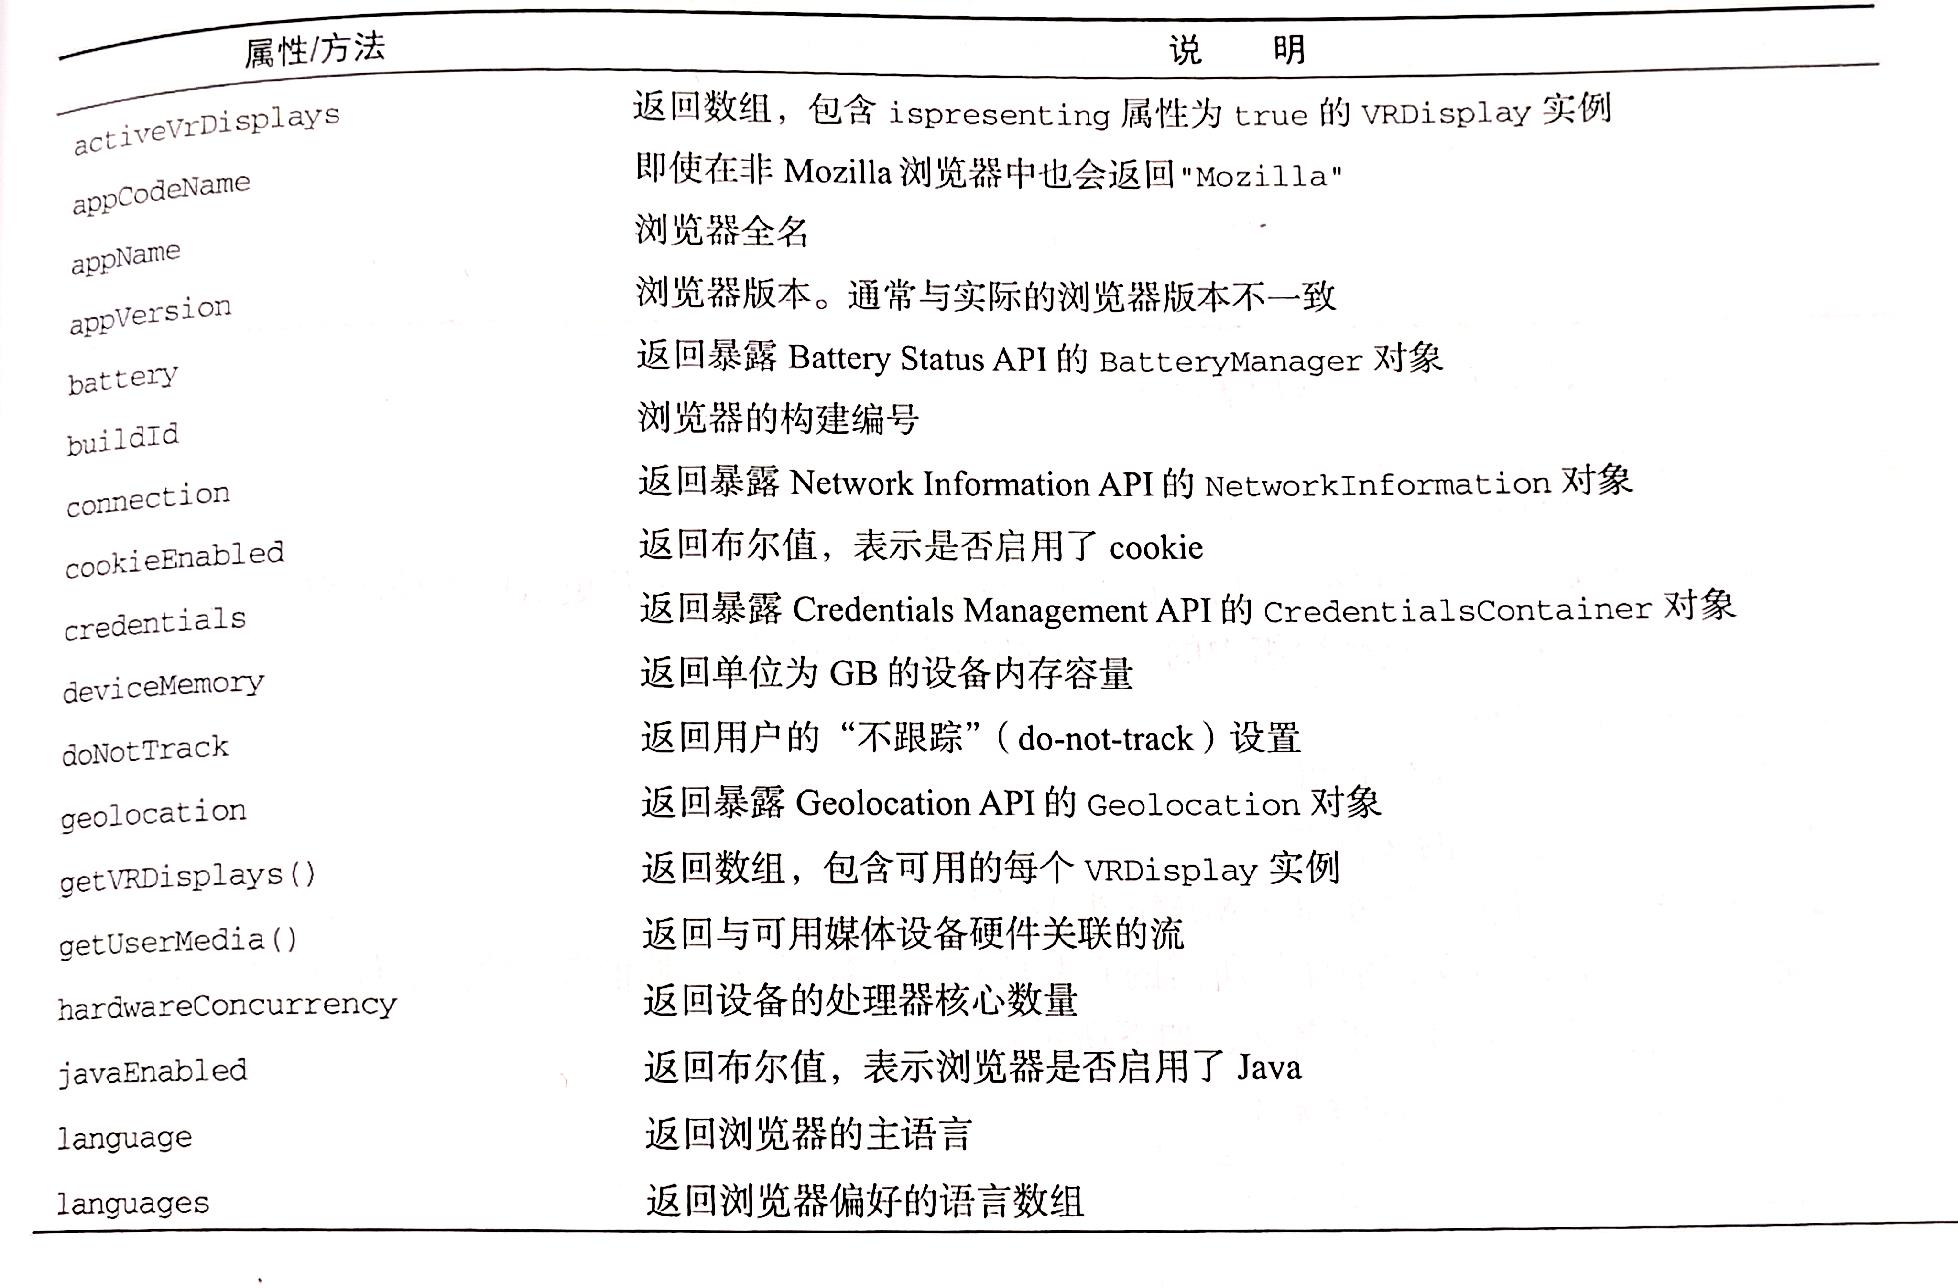 属性/方法 说 明
activeVrDisplays 返回数组，包含 ispresenting 属性为 true 的 VRDisplay 实例
appCodeName 即使在非 Mozilla 浏览器中也会返回"Mozilla"
appName 浏览器全名
appVersion 浏览器版本。通常与实际的浏览器版本不一致
battery 返回暴露 Battery Status API 的 BatteryManager 对象
buildId 浏览器的构建编号
connection 返回暴露 Network Information API 的 NetworkInformation 对象
cookieEnabled 返回布尔值，表示是否启用了 cookie
credentials 返回暴露 Credentials Management API 的 CredentialsContainer 对象
deviceMemory 返回单位为 GB 的设备内存容量
doNotTrack 返回用户的“不跟踪”（do-not-track）设置
geolocation 返回暴露 Geolocation API 的 Geolocation 对象
getVRDisplays() 返回数组，包含可用的每个 VRDisplay 实例
getUserMedia() 返回与可用媒体设备硬件关联的流
hardwareConcurrency 返回设备的处理器核心数量
javaEnabled 返回布尔值，表示浏览器是否启用了 Java
language 返回浏览器的主语言
languages 返回浏览器偏好的语言数组